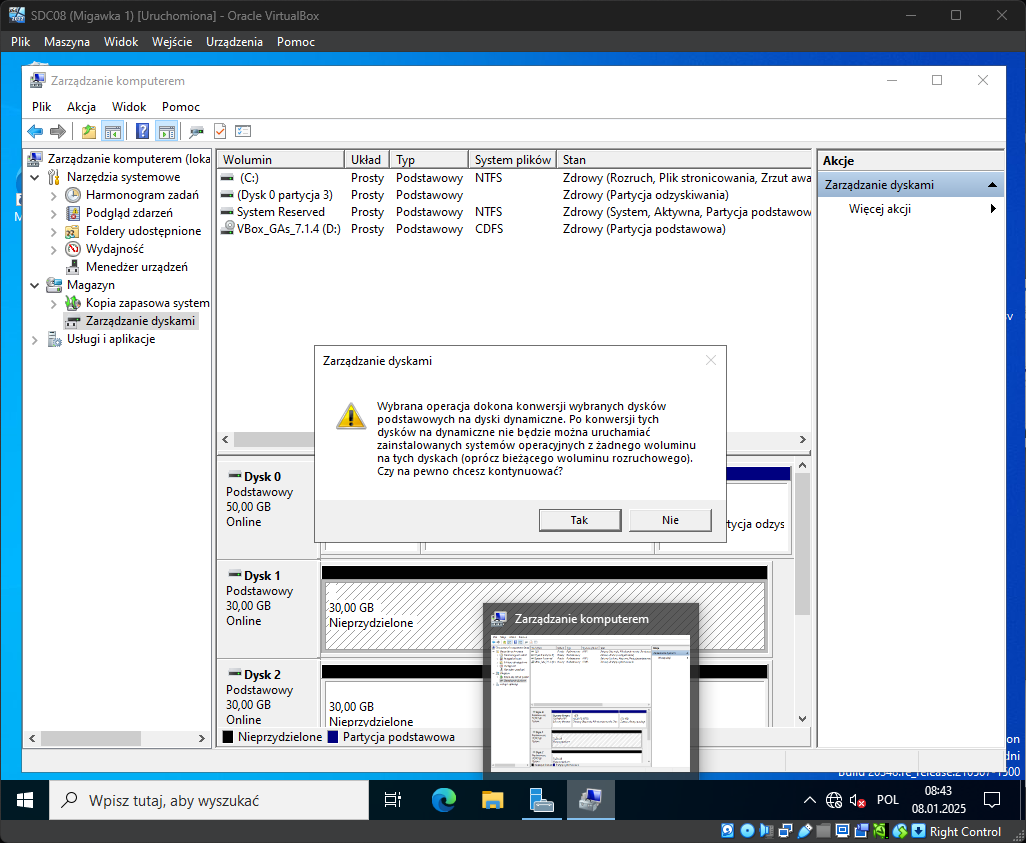 SDC08 (Migawka 1) [Uruchomiona] - Oracle VirtualBox
Plik Maszyna Widok Wejście Urządzenia Pomoc
Zarządzanie komputerem
Plik Akcja Widok Pomoc
Zarządzanie komputerem (loka
Narzędzia systemowe
Harmonogram zadań
Podgląd zdarzeń
Foldery udostępnione
Wydajność
Menedżer urządzeń
Magazyn
Kopia zapasowa system
Zarządzanie dyskami
Usługi i aplikacje
Wolumin Układ Typ System plików Stan
(C:) Prosty Podstawowy NTFS Zdrowy (Rozruch, Plik stronicowania, Zrzut awa
(Dysk 0 partycja 3) Prosty Podstawowy Zdrowy (Partycja odzyskiwania)
System Reserved Prosty Podstawowy NTFS Zdrowy (System, Aktywna, Partycja podstawow
VBox_GAs_7.1.4 (D:) Prosty Podstawowy CDFS Zdrowy (Partycja podstawowa)
Akcje
Zarządzanie dyskami
Więcej akcji
Zarządzanie dyskami
Wybrana operacja dokona konwersji wybranych dysków
podstawowych na dyski dynamiczne. Po konwersji tych
dysków na dynamiczne nie będzie można uruchamiać
zainstalowanych systemów operacyjnych z żadnego woluminu
na tych dyskach (oprócz bieżącego woluminu rozruchowego).
Czy na pewno chcesz kontynuować?
Tak Nie
Dysk 0
Podstawowy
50,00 GB
Online
tycja odzys
Dysk 1
Podstawowy
30,00 GB
Online
30,00 GB
Nieprzydzielone
Dysk 2
Podstawowy
30,00 GB
Online
30,00 GB
Nieprzydzielone
Nieprzydzielone Partycja podstawowa
Zarządzanie komputerem
Wpisz tutaj, aby wyszukać
POL
08:43
08.01.2025
Right Control